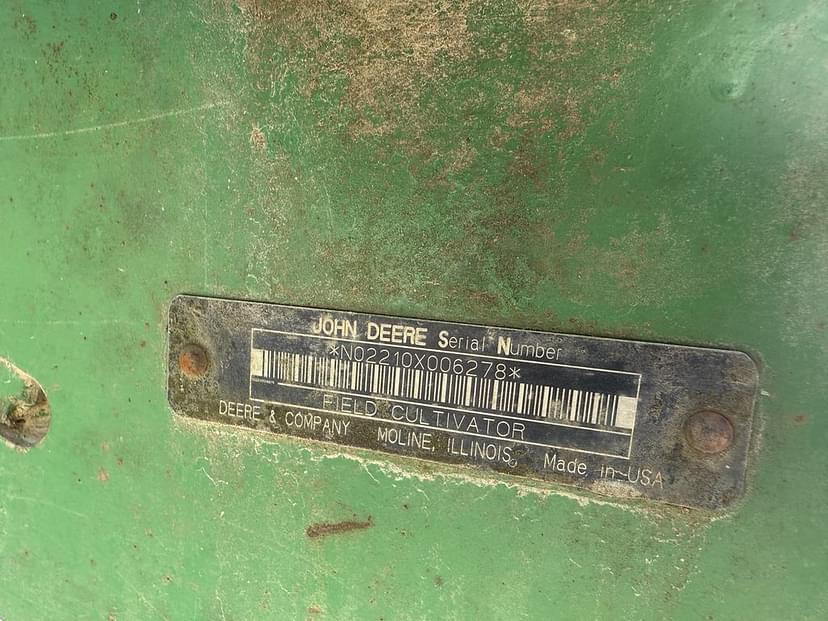 JOHN DEERE Serial Number
*N02210X006278*
FIELD CULTIVATOR
DEERE & COMPANY MOLINE, ILLINOIS Made in USA